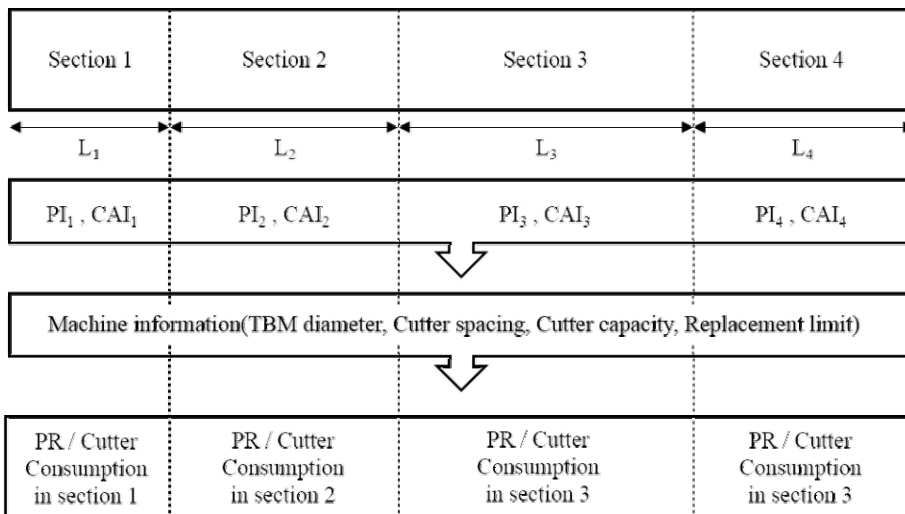 Section 1 Section 2 Section 3 Section 4
L₁ L₂ L₃ L₄
PI₁ , CAI₁ PI₂ , CAI₂ PI₃ , CAI₃ PI₄ , CAI₄
Machine information(TBM diameter, Cutter spacing, Cutter capacity, Replacement limit)
PR / Cutter
Consumption
in section 1
PR / Cutter
Consumption
in section 2
PR / Cutter
Consumption
in section 3
PR / Cutter
Consumption
in section 3